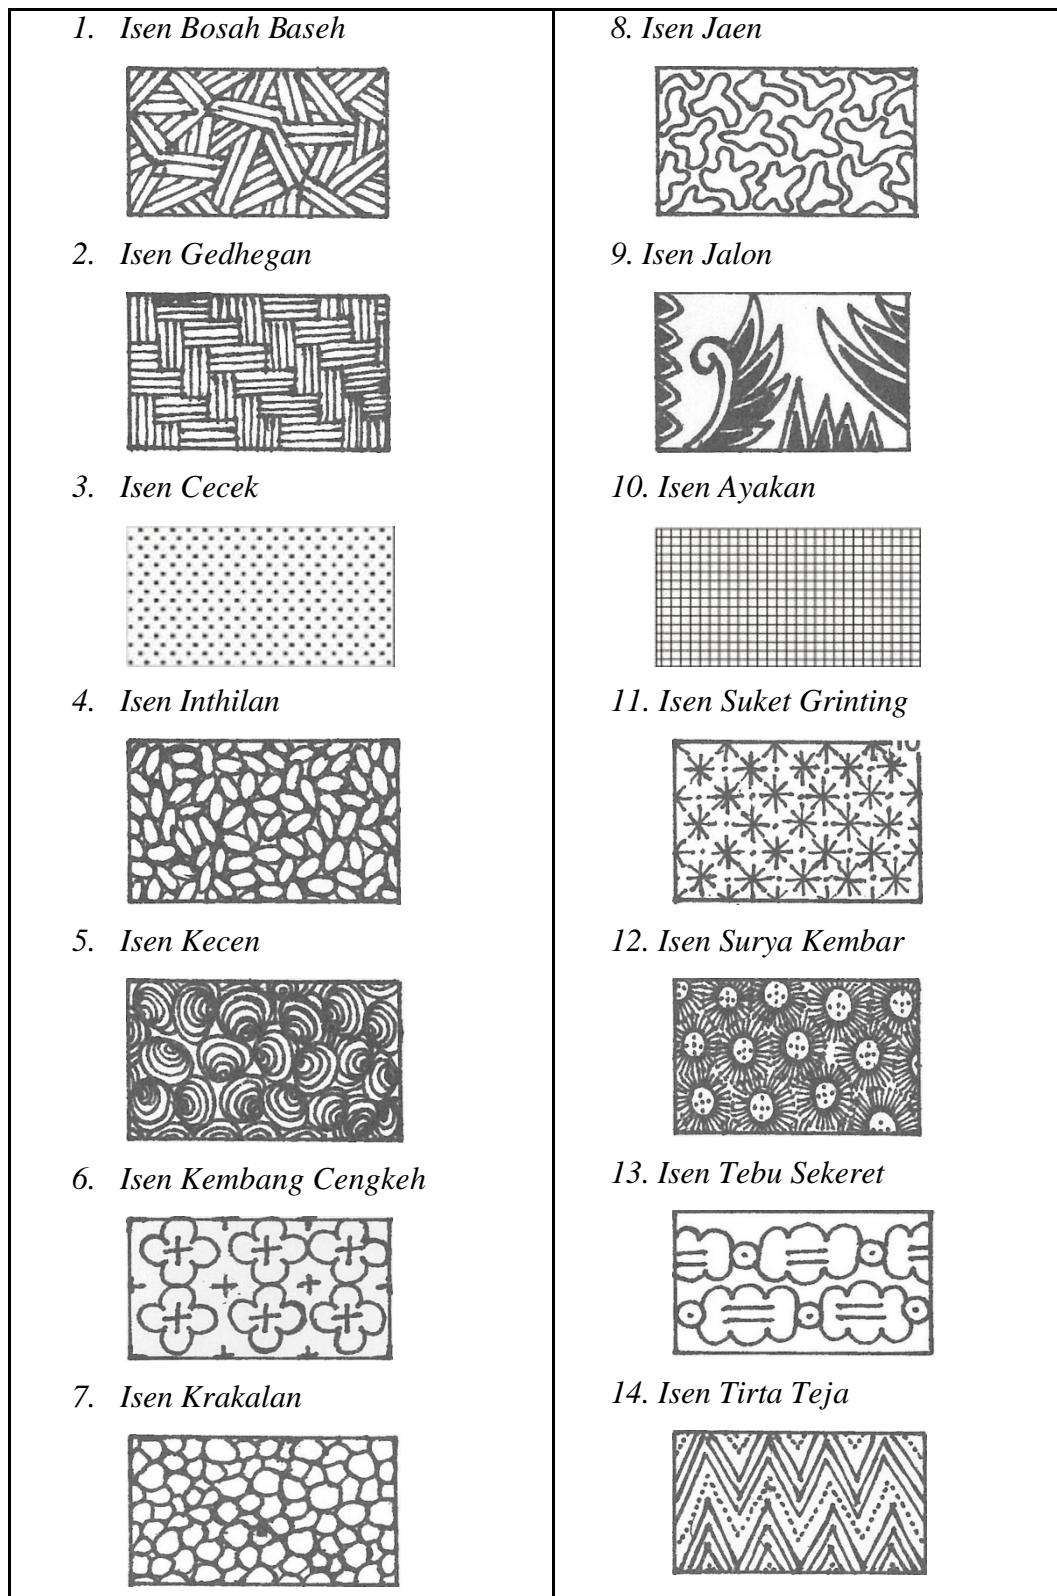 1. Isen Bosah Baseh
2. Isen Gedhegan
3. Isen Cecek
4. Isen Inthilan
5. Isen Kecen
6. Isen Kembang Cengkeh
7. Isen Krakalan
8. Isen Jaen
9. Isen Jalon
10. Isen Ayakan
11. Isen Suket Grinting
12. Isen Surya Kembar
13. Isen Tebu Sekeret
14. Isen Tirta Teja